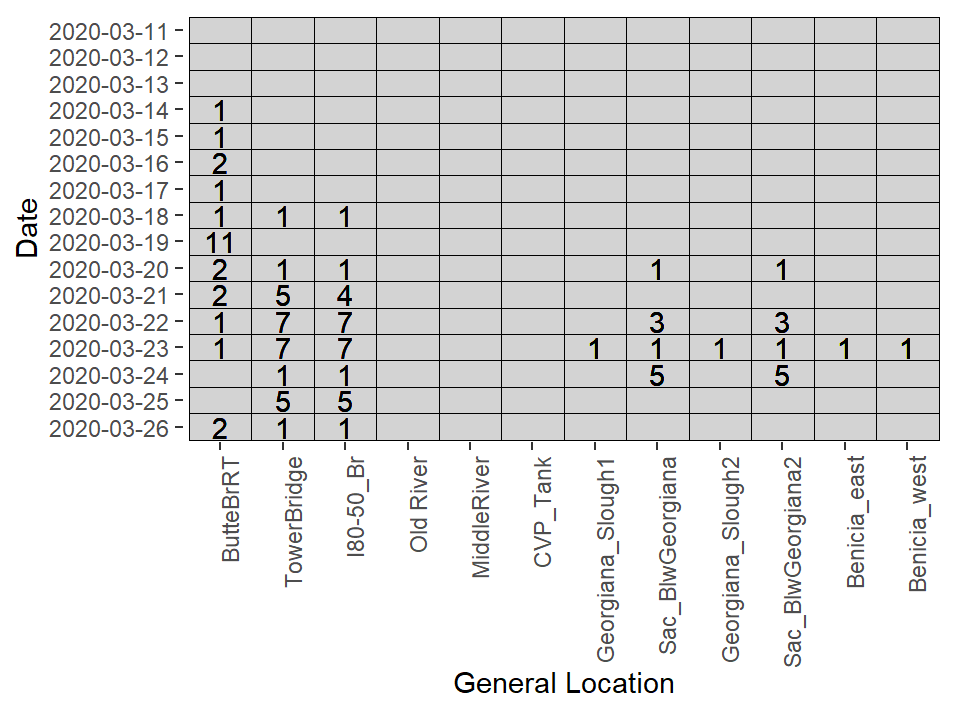 2020-03-11
2020-03-12
2020-03-13
2020-03-14 1
2020-03-15 1
2020-03-16 2
2020-03-17 1
2020-03-18 1 1 1
2020-03-19 11
2020-03-20 2 1 1 1 1
2020-03-21 2 5 4
2020-03-22 1 7 7 3 3
2020-03-23 1 7 7 1 1 1 1 1 1
2020-03-24 1 1 5 5
2020-03-25 5 5
2020-03-26 2 1 1
Date
ButteBrRT
TowerBridge
I80-50_Br
Old River
MiddleRiver
CVP_Tank
Georgiana_Slough1
Sac_BlwGeorgiana
Georgiana_Slough2
Sac_BlwGeorgiana2
Benicia_east
Benicia_west
General Location